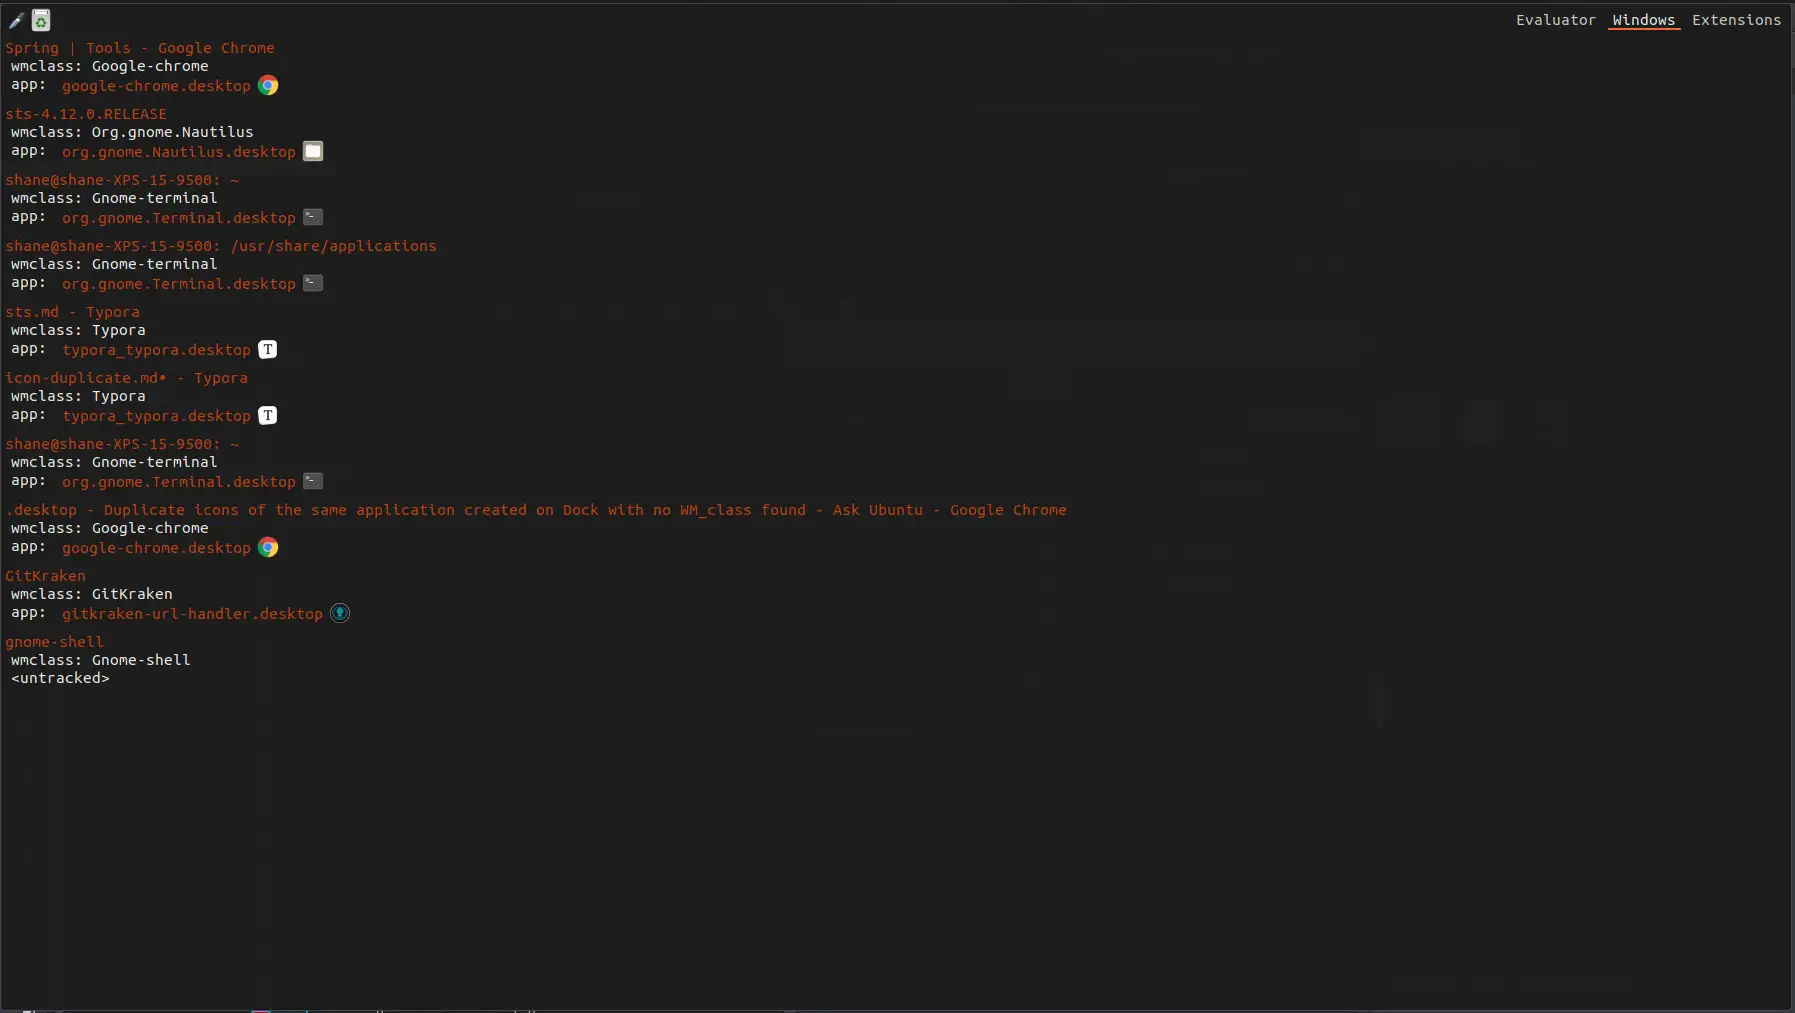 Evaluator Windows Extensions
Spring | Tools - Google Chrome
wmclass: Google-chrome
app: google-chrome.desktop
sts-4.12.0.RELEASE
wmclass: Org.gnome.Nautilus
app: org.gnome.Nautilus.desktop
shane@shane-XPS-15-9500: ~
wmclass: Gnome-terminal
app: org.gnome.Terminal.desktop
shane@shane-XPS-15-9500: /usr/share/applications
wmclass: Gnome-terminal
app: org.gnome.Terminal.desktop
sts.md - Typora
wmclass: Typora
app: typora_typora.desktop T
icon-duplicate.md• - Typora
wmclass: Typora
app: typora_typora.desktop T
shane@shane-XPS-15-9500: ~
wmclass: Gnome-terminal
app: org.gnome.Terminal.desktop
.desktop - Duplicate icons of the same application created on Dock with no WM_class found - Ask Ubuntu - Google Chrome
wmclass: Google-chrome
app: google-chrome.desktop
GitKraken
wmclass: GitKraken
app: gitkraken-url-handler.desktop
gnome-shell
wmclass: Gnome-shell
<untracked>